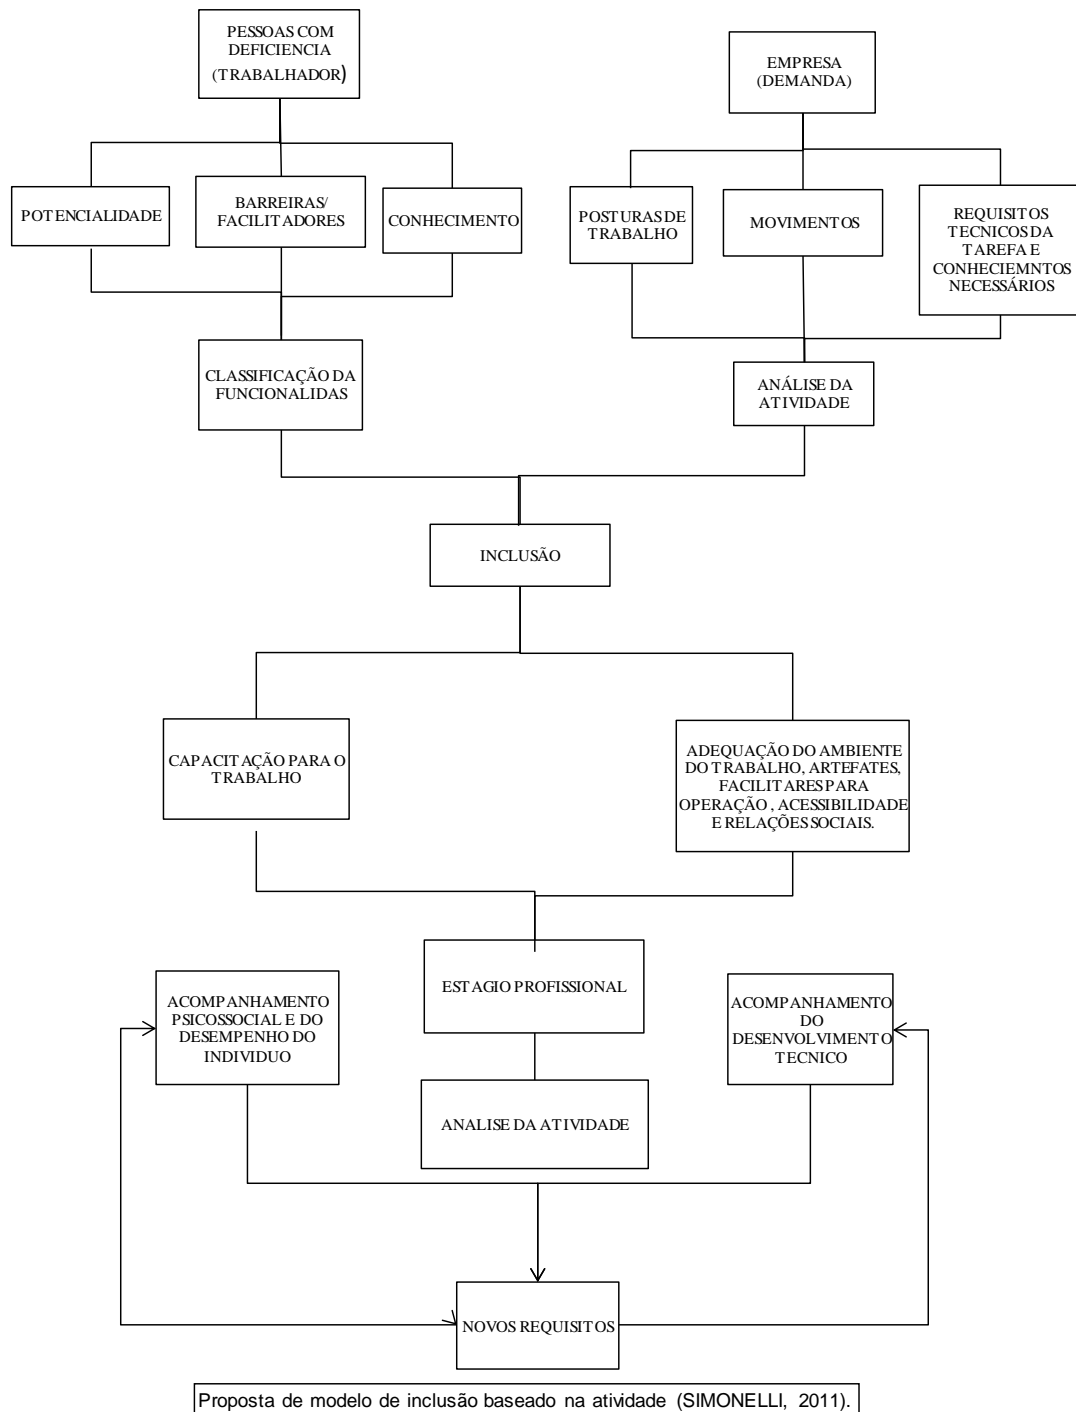 PESSOAS COM
DEFICIENCIA
(TRABALHADOR)
EMPRESA
(DEMANDA)
POTENCIALIDADE
BARREIRAS/
FACILITADORES
CONHECIMENTO
POSTURAS DE
TRABALHO
MOVIMENTOS
REQUISITOS
TECNICOS DA
TAREFA E
CONHECIEMNTOS
NECESSÁRIOS
CLASSIFICAÇÃO DA
FUNCIONALIDAS
ANÁLISE DA
ATIVIDADE
INCLUSÃO
CAPACITAÇÃO PARA O
TRABALHO
ADEQUAÇÃO DO AMBIENTE
DO TRABALHO, ARTEFATES,
FACILITARES PARA
OPERAÇÃO , ACESSIBILIDADE
E RELAÇÕES SOCIAIS.
ESTAGIO PROFISSIONAL
ACOMPANHAMENTO
PSICOSSOCIAL E DO
DESEMPENHO DO
INDIVIDUO
ACOMPANHAMENTO
DO
DESENVOLVIMENTO
TECNICO
ANALISE DA ATIVIDADE
NOVOS REQUISITOS
Proposta de modelo de inclusão baseado na atividade (SIMONELLI, 2011).